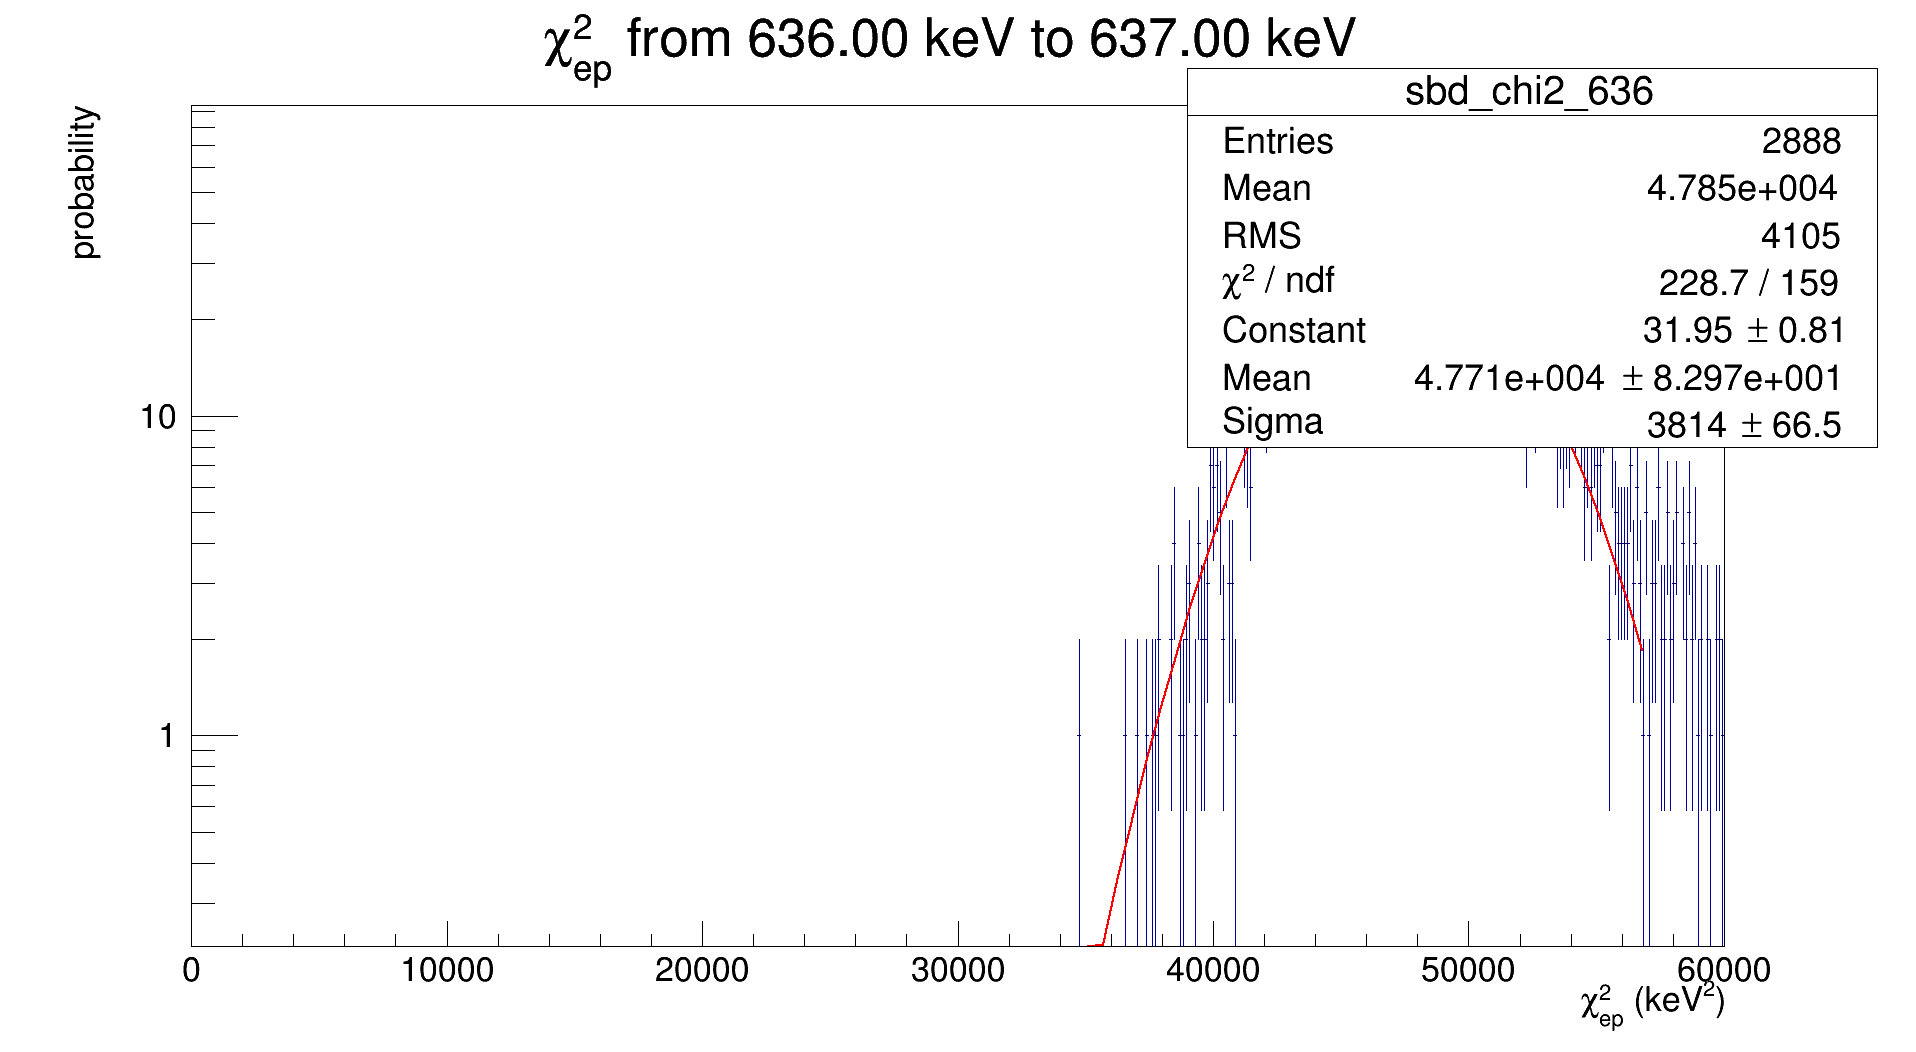 χ²ep from 636.00 keV to 637.00 keV
probability
sbd_chi2_636
Entries 2888
Mean 4.785e+004
RMS 4105
χ² / ndf 228.7 / 159
Constant 31.95 ± 0.81
Mean 4.771e+004 ± 8.297e+001
Sigma 3814 ± 66.5
10
1
0 10000 20000 30000 40000 50000 60000
χ²ep (keV²)